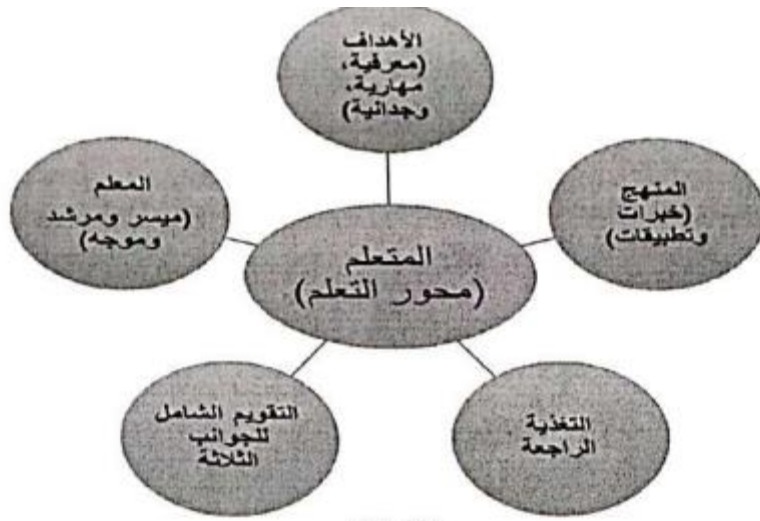 الأهداف
(معرفية،
مهارية،
وجدانية)
المنهج
(خبرات
وتطبيقات)
المعلم
(ميسر ومرشد
وموجه)
المتعلم
(محور التعلم)
التقويم الشامل
للجوانب
الثلاثة
التغذية
الراجعة